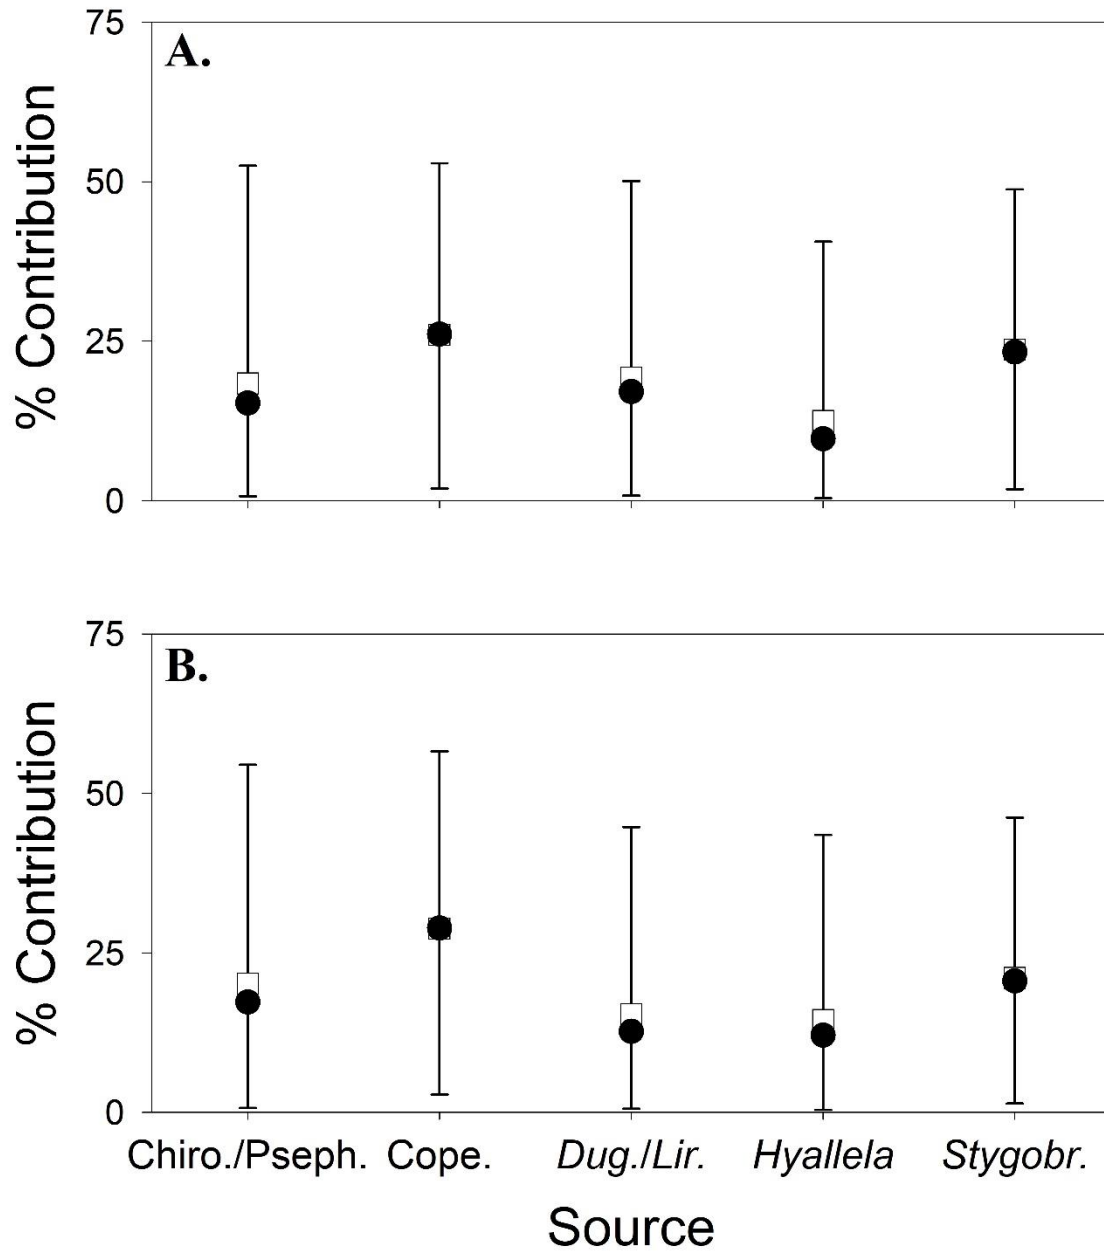 75
A.
50
25
0
% Contribution
75
B.
50
25
0
% Contribution
Chiro./Pseph. Cope. Dug./Lir. Hyallela Stygobr.
Source